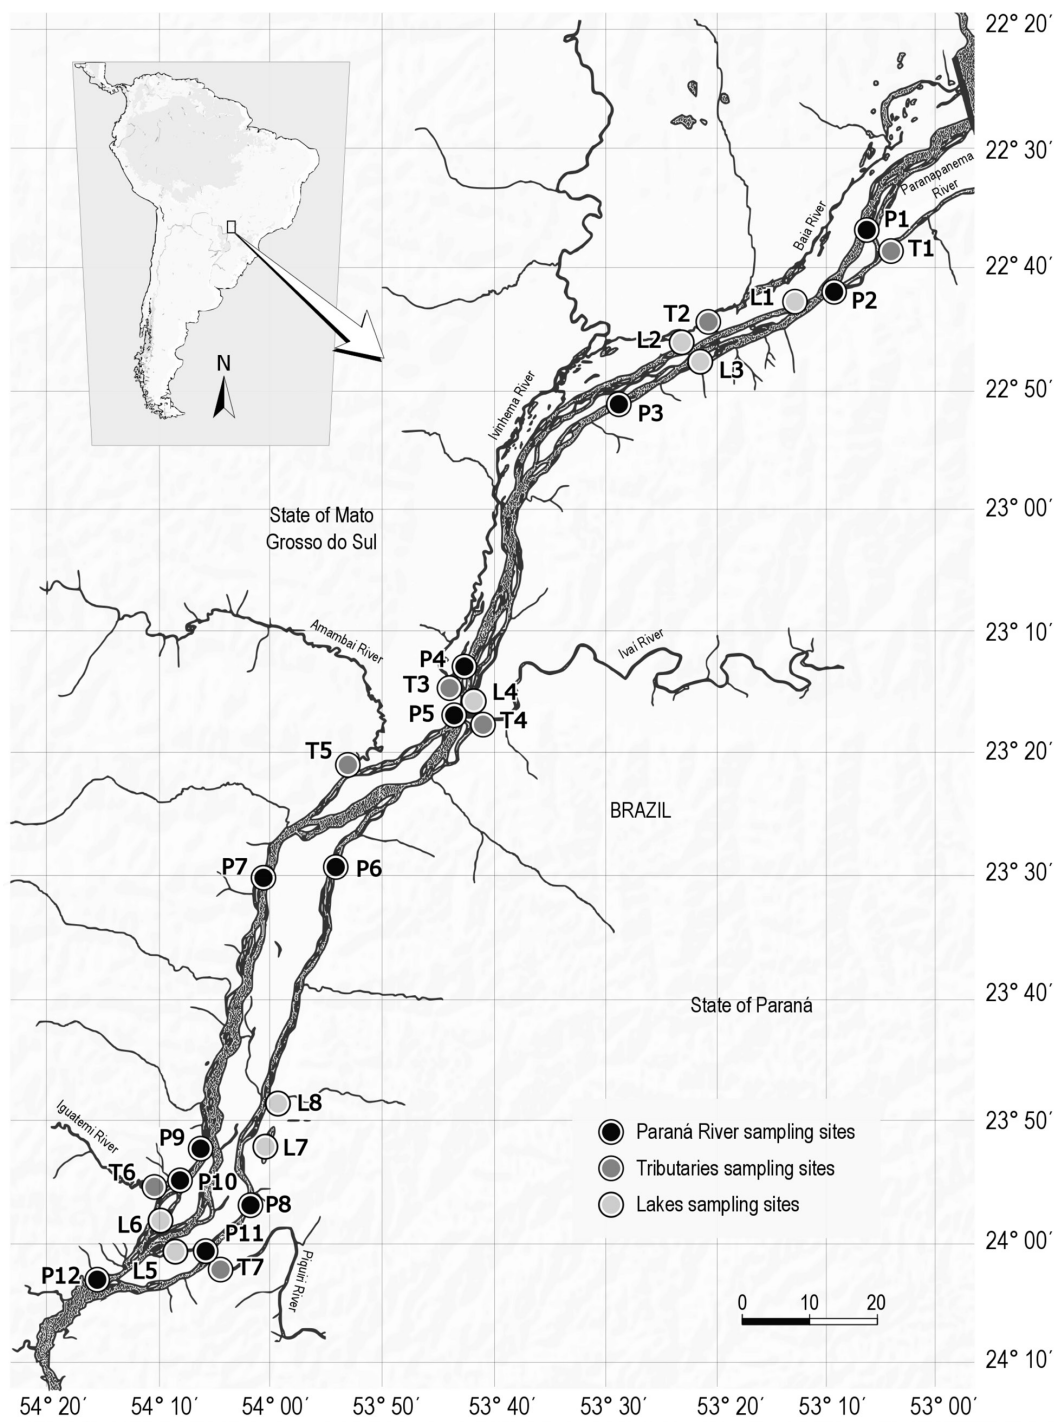 22° 20′
22° 30′
Paranapanema
River
P1
Baia River
T1
N
22° 40′
L1
P2
T2
L2
L3
22° 50′
Ivinhema River
P3
State of Mato
Grosso do Sul
23° 00′
Amambai River
23° 10′
Ivai River
P4
T3
L4
P5
T4
T5
23° 20′
BRAZIL
P7
P6
23° 30′
State of Paraná
23° 40′
L8
Iguatemi River
23° 50′
P9
L7
Paraná River sampling sites
T6
P10
Tributaries sampling sites
P8
Lakes sampling sites
L6
P11
24° 00′
P12
L5
T7
Piquiri River
0 10 20
24° 10′
54° 20′ 54° 10′ 54° 00′ 53° 50′ 53° 40′ 53° 30′ 53° 20′ 53° 10′ 53° 00′